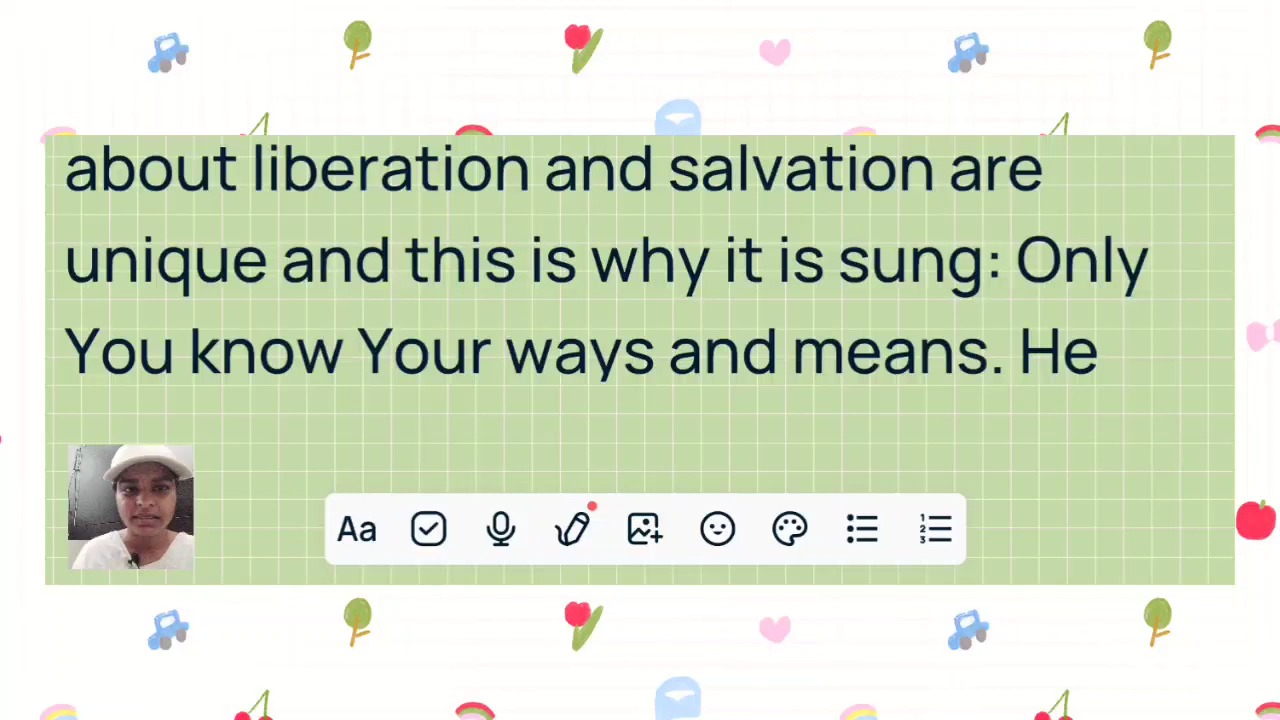 about liberation and salvation are
unique and this is why it is sung: Only
You know Your ways and means. He
Aa